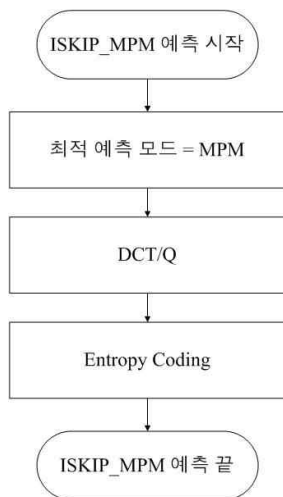 ISKIP_MPM 예측 시작
최적 예측 모드 = MPM
DCT/Q
Entropy Coding
ISKIP_MPM 예측 끝